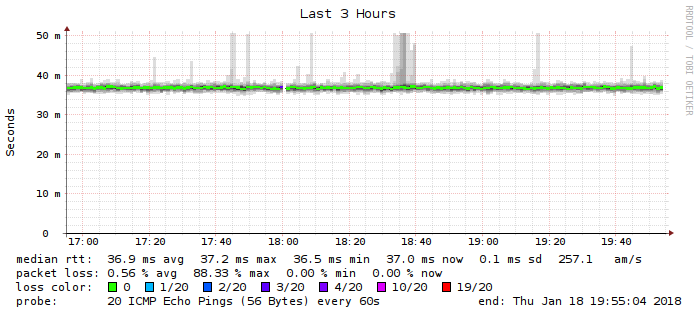 Last 3 Hours
RRDTOOL / TOBI OETIKER
Seconds
50 m
40 m
30 m
20 m
10 m
0
17:00 17:20 17:40 18:00 18:20 18:40 19:00 19:20 19:40
median rtt: 36.9 ms avg 37.2 ms max 36.5 ms min 37.0 ms now 0.1 ms sd 257.1 am/s
packet loss: 0.56 % avg 88.33 % max 0.00 % min 0.00 % now
loss color: 0 1/20 2/20 3/20 4/20 10/20 19/20
probe: 20 ICMP Echo Pings (56 Bytes) every 60s end: Thu Jan 18 19:55:04 2018